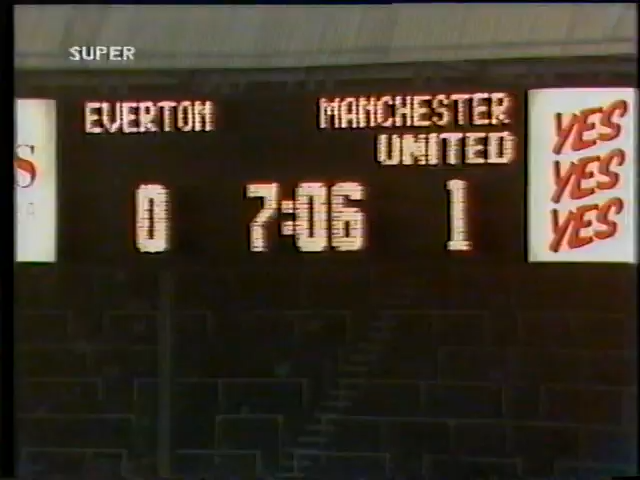 SUPER
EVERTON
MANCHESTER
UNITED
0 7:06 1
YES
YES
YES
S